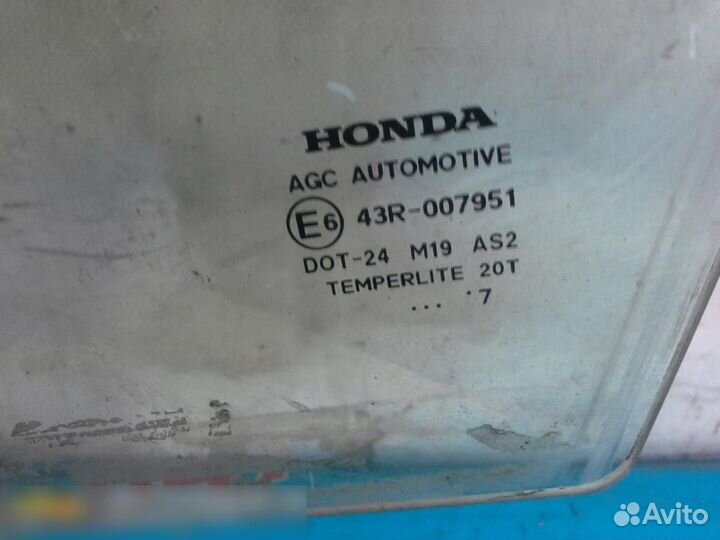 HONDA
AGC AUTOMOTIVE
E6 43R-007951
DOT-24 M19 AS2
TEMPERLITE 20T
... . 7
Avito